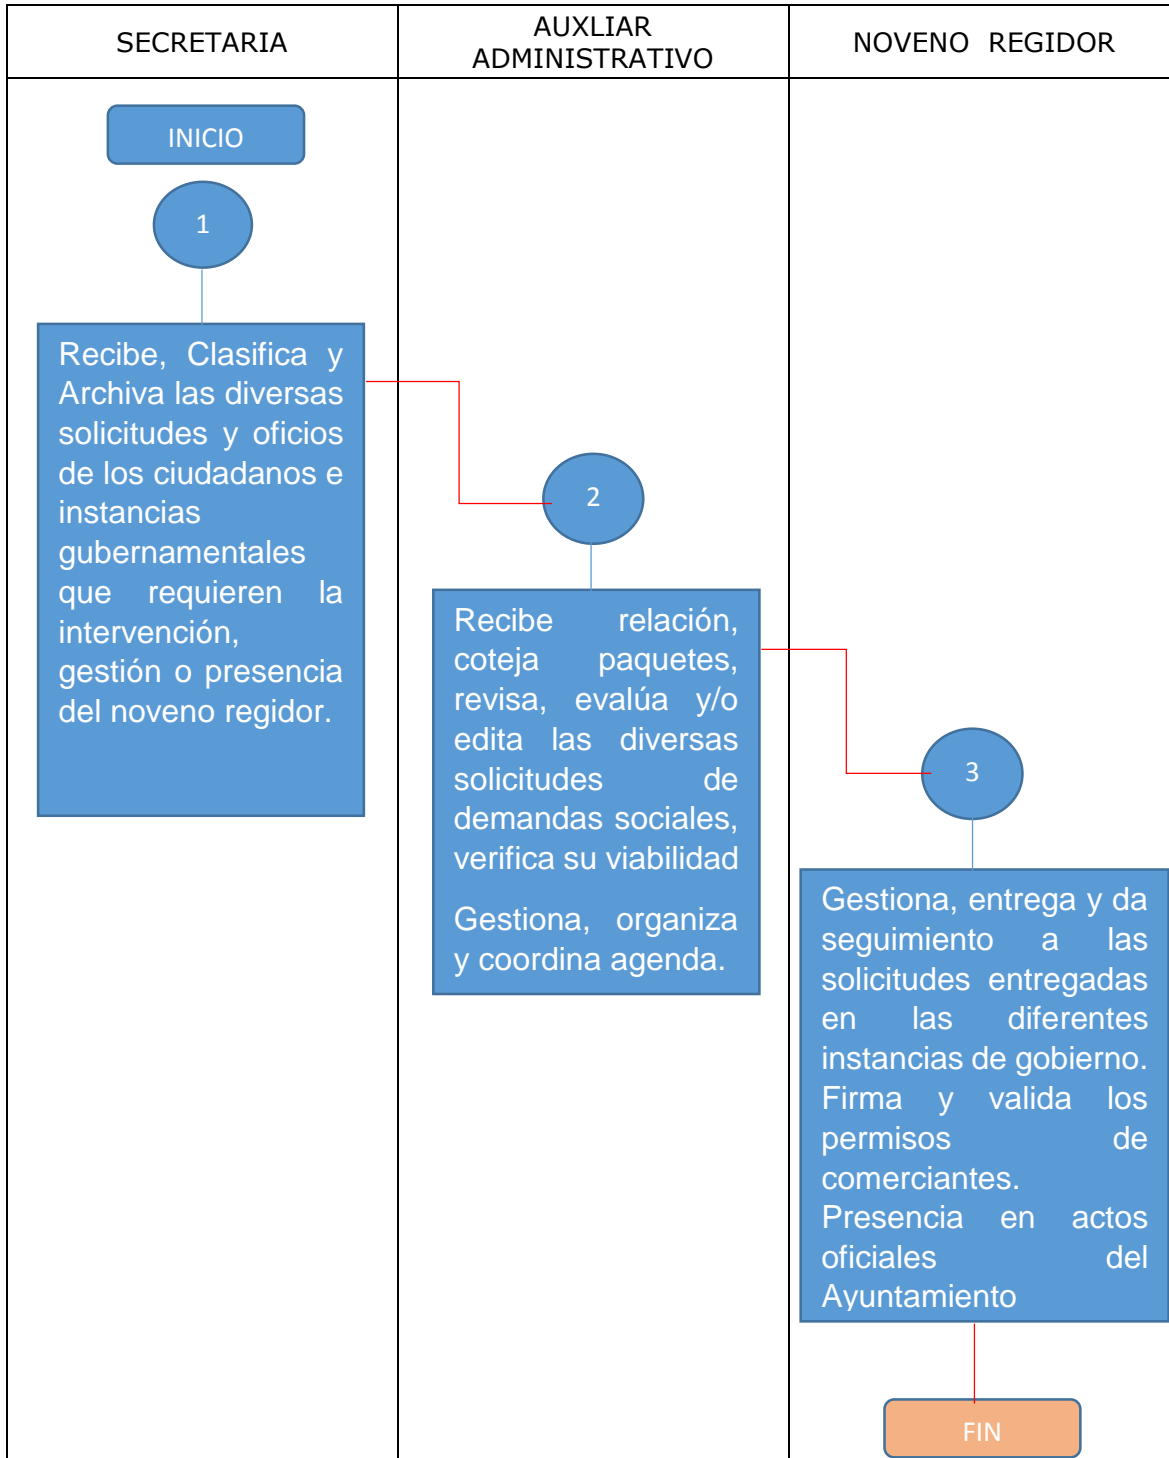 SECRETARIA
AUXLIAR
ADMINISTRATIVO
NOVENO REGIDOR
INICIO
1
Recibe, Clasifica y
Archiva las diversas
solicitudes y oficios
de los ciudadanos e
instancias
gubernamentales
que requieren la
intervención,
gestión o presencia
del noveno regidor.
2
Recibe relación,
coteja paquetes,
revisa, evalúa y/o
edita las diversas
solicitudes de
demandas sociales,
verifica su viabilidad
Gestiona, organiza
y coordina agenda.
3
Gestiona, entrega y da
seguimiento a las
solicitudes entregadas
en las diferentes
instancias de gobierno.
Firma y valida los
permisos de
comerciantes.
Presencia en actos
oficiales del
Ayuntamiento
FIN